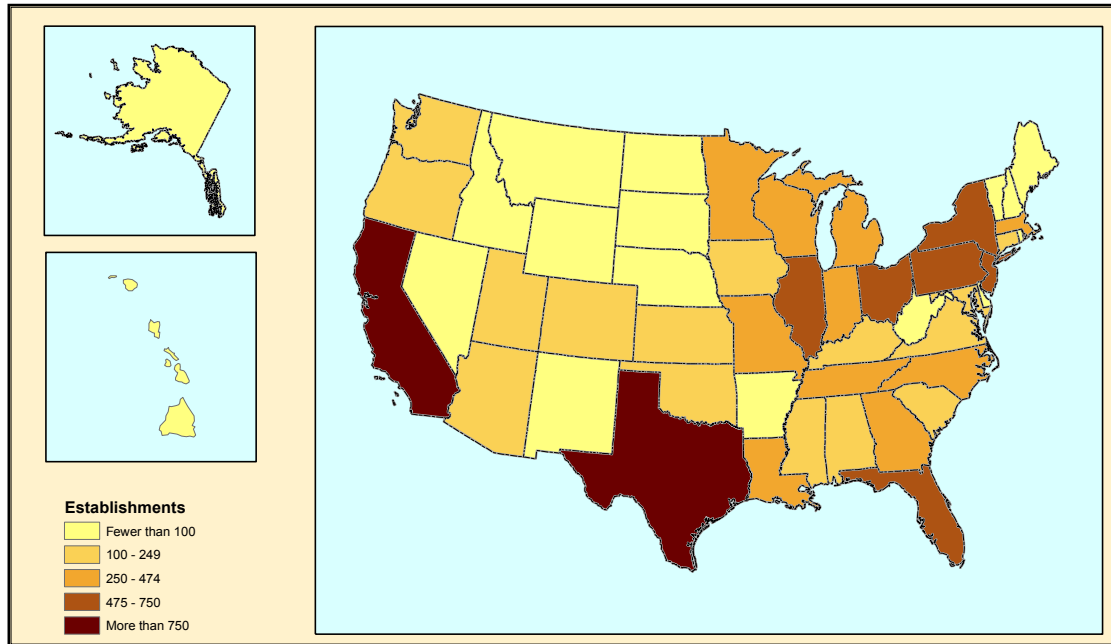 Establishments
Fewer than 100
100 - 249
250 - 474
475 - 750
More than 750